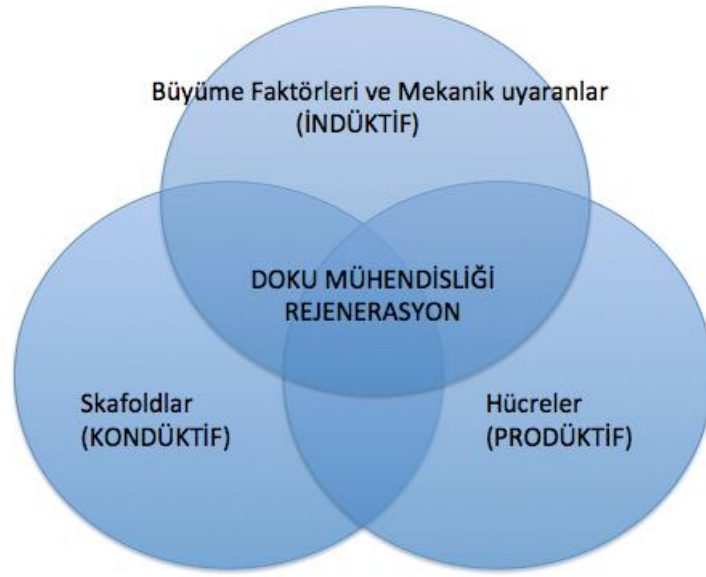 Büyüme Faktörleri ve Mekanik uyaranlar
(İNDÜKTİF)
DOKU MÜHENDİSLİĞİ
REJENERASYON
Skafoldlar
(KONDÜKTİF)
Hücreler
(PRODÜKTİF)